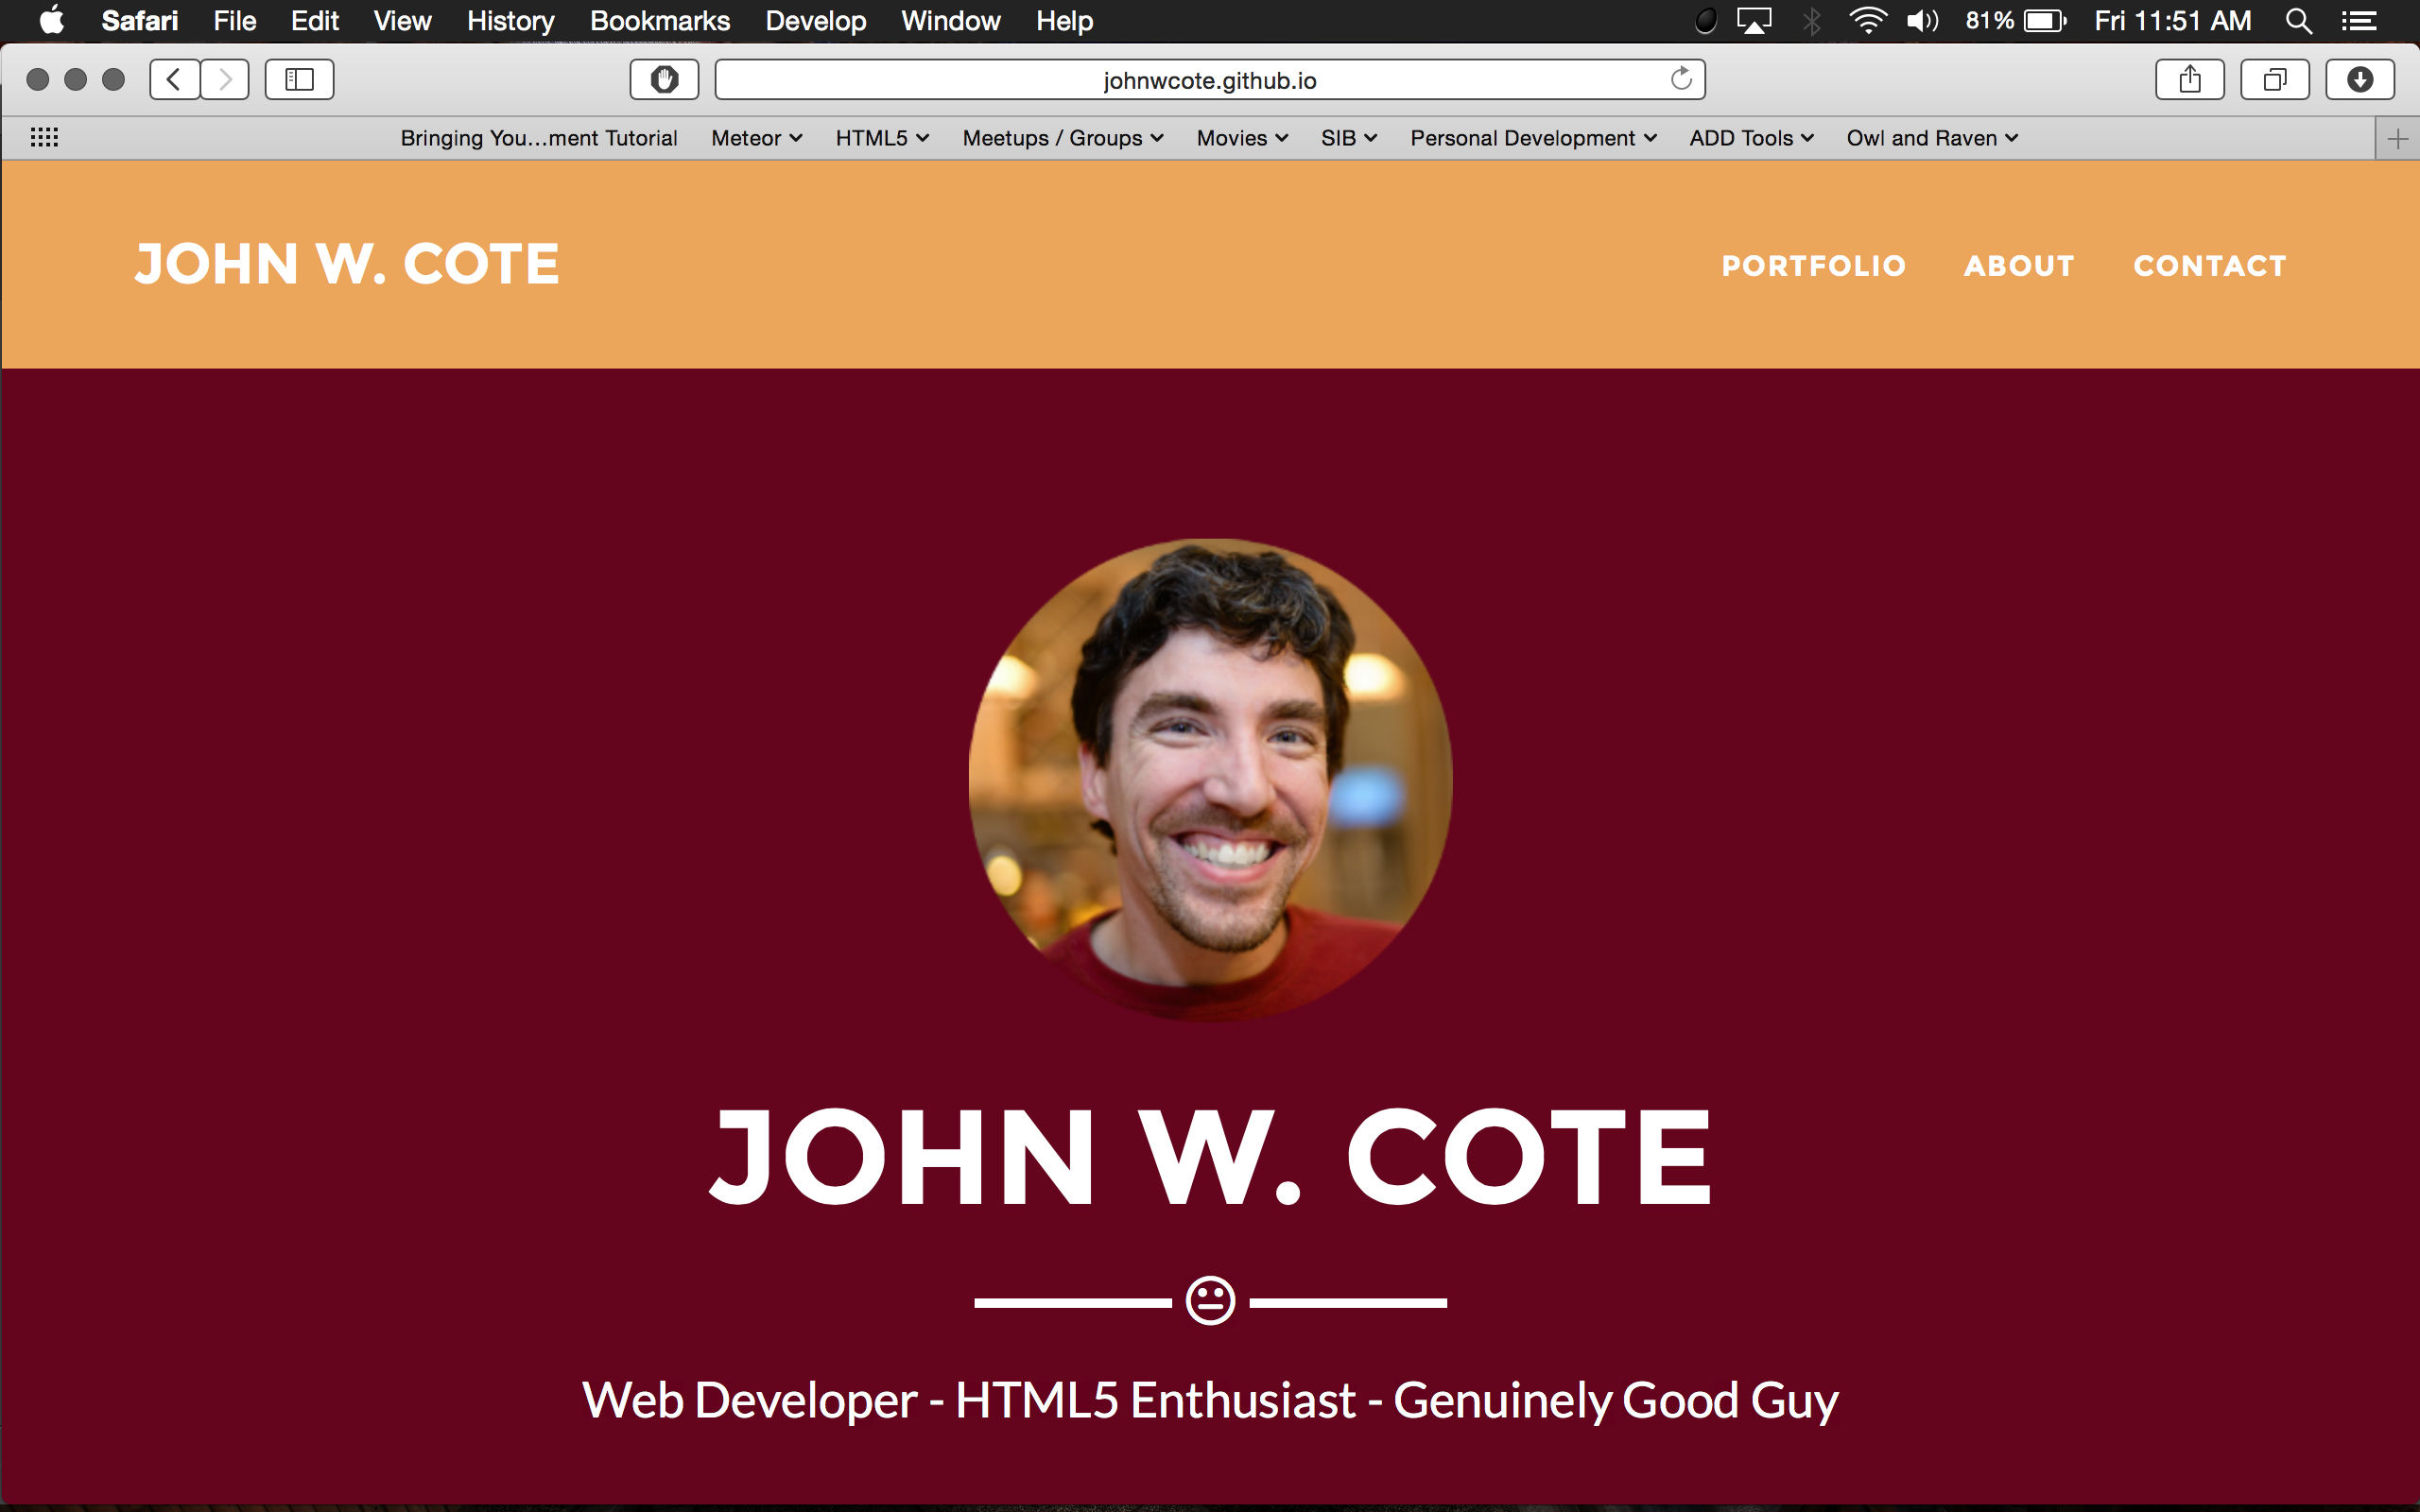 Safari File Edit View History Bookmarks Develop Window Help 81% Fri 11:51 AM
johnwcote.github.io
Bringing You...ment Tutorial Meteor HTML5 Meetups / Groups Movies SIB Personal Development ADD Tools Owl and Raven
JOHN W. COTE PORTFOLIO ABOUT CONTACT
JOHN W. COTE
Web Developer - HTML5 Enthusiast - Genuinely Good Guy